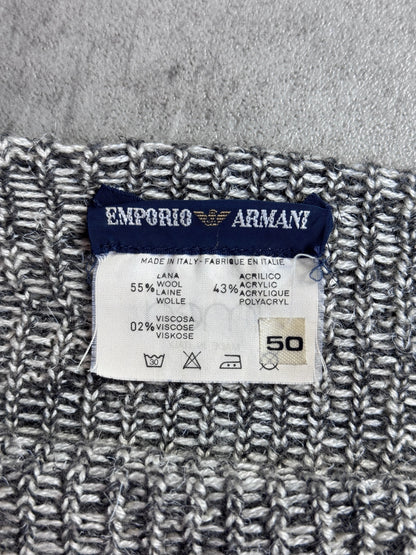 EMPORIO ARMANI
MADE IN ITALY - FABRIQUE EN ITALIE
55% LANA WOOL LAINE WOLLE
43% ACRILICO ACRYLIC ACRYLIQUE POLYACRYL
02% VISCOSA VISCOSE VISKOSE
30
50